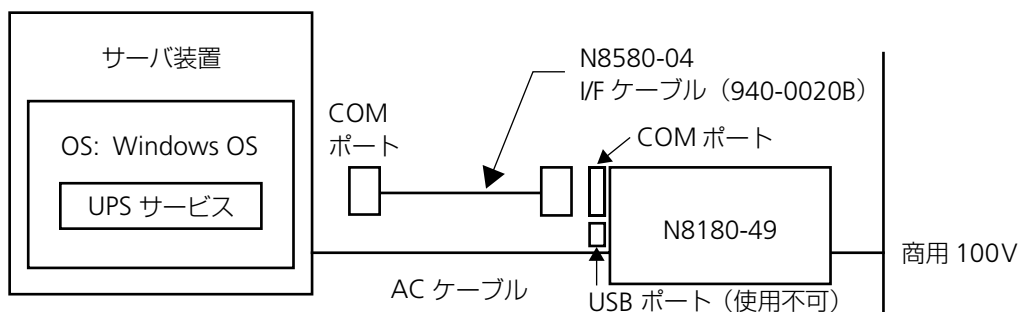 サーバ装置
OS: Windows OS
UPS サービス
COM
ポート
N8580-04
I/F ケーブル（940-0020B）
COM ポート
N8180-49
商用 100V
AC ケーブル
USB ポート（使用不可）